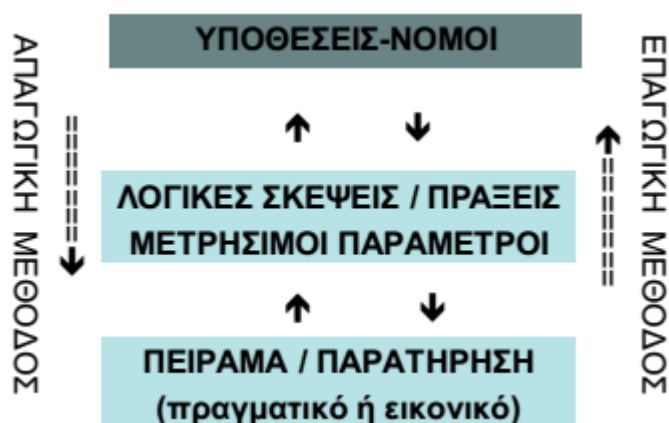 ΥΠΟΘΕΣΕΙΣ-ΝΟΜΟΙ
ΑΠΑΓΩΓΙΚΗ ΜΕΘΟΔΟΣ
ΛΟΓΙΚΕΣ ΣΚΕΨΕΙΣ / ΠΡΑΞΕΙΣ
ΜΕΤΡΗΣΙΜΟΙ ΠΑΡΑΜΕΤΡΟΙ
ΕΠΑΓΩΓΙΚΗ ΜΕΘΟΔΟΣ
ΠΕΙΡΑΜΑ / ΠΑΡΑΤΗΡΗΣΗ
(πραγματικό ή εικονικό)